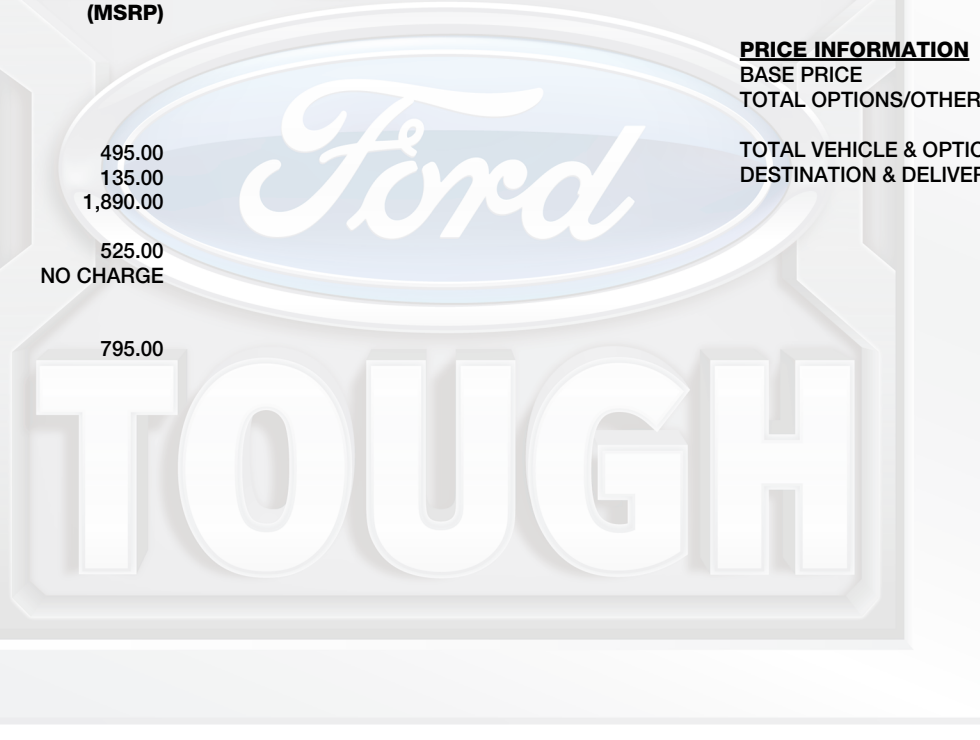 (MSRP)
495.00
135.00
1,890.00
525.00
NO CHARGE
795.00
PRICE INFORMATION
BASE PRICE
TOTAL OPTIONS/OTHER
TOTAL VEHICLE & OPTIO
DESTINATION & DELIVER
Ford
TOUGH